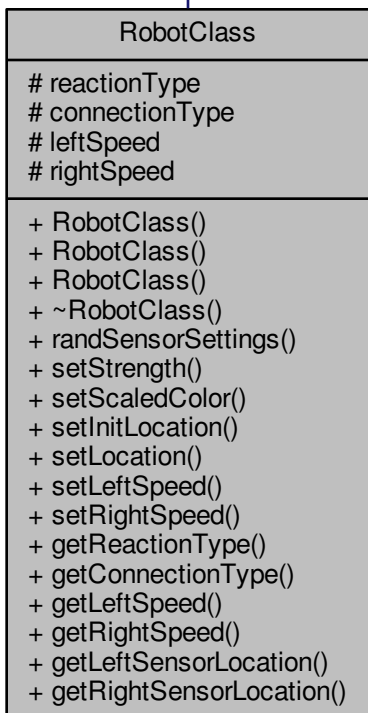 RobotClass
# reactionType
# connectionType
# leftSpeed
# rightSpeed
+ RobotClass()
+ RobotClass()
+ RobotClass()
+ ~RobotClass()
+ randSensorSettings()
+ setStrength()
+ setScaledColor()
+ setInitLocation()
+ setLocation()
+ setLeftSpeed()
+ setRightSpeed()
+ getReactionType()
+ getConnectionType()
+ getLeftSpeed()
+ getRightSpeed()
+ getLeftSensorLocation()
+ getRightSensorLocation()